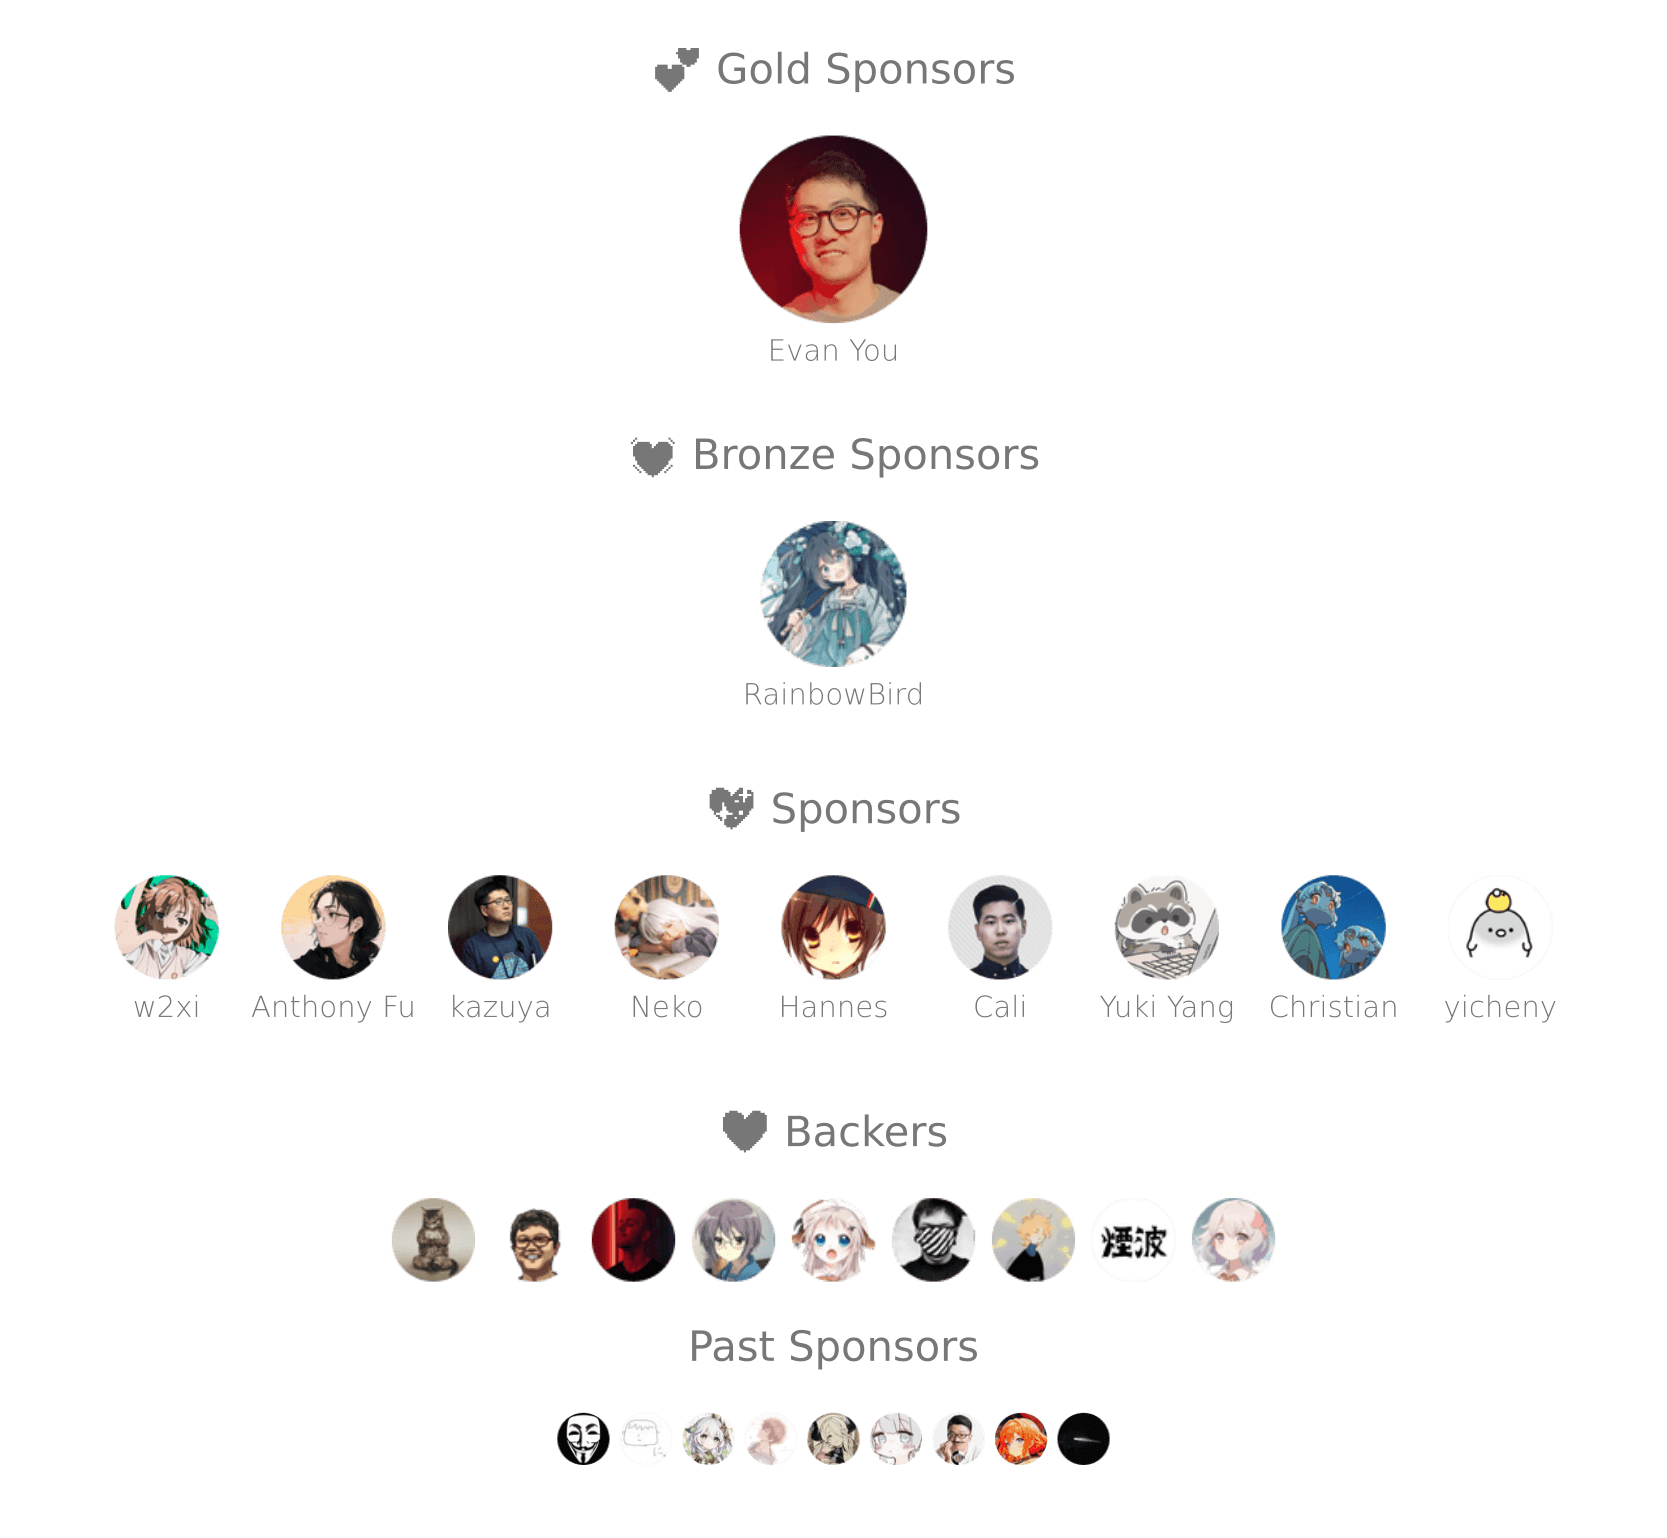 Gold Sponsors
Evan You
Bronze Sponsors
RainbowBird
Sponsors
w2xi
Anthony Fu
kazuya
Neko
Hannes
Cali
Yuki Yang
Christian
yicheny
Backers
煙波
Past Sponsors